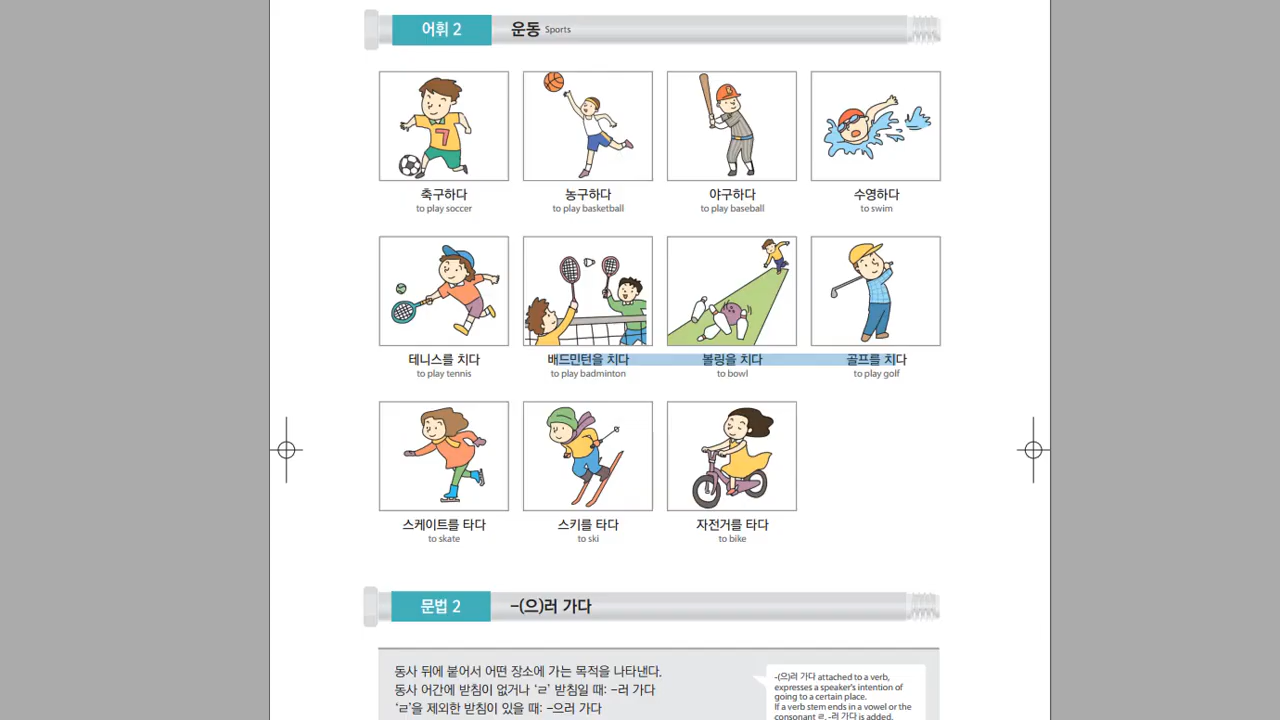 어휘 2 운동 Sports
축구하다 농구하다 야구하다 수영하다
to play soccer to play basketball to play baseball to swim
테니스를 치다 배드민턴을 치다 볼링을 치다 골프를 치다
to play tennis to play badminton to bowl to play golf
스케이트를 타다 스키를 타다 자전거를 타다
to skate to ski to bike
문법 2 -(으)러 가다
동사 뒤에 붙어서 어떤 장소에 가는 목적을 나타낸다.
동사 어간에 받침이 없거나 ‘ㄹ’ 받침일 때: -러 가다
‘ㄹ’을 제외한 받침이 있을 때: -으러 가다
-(으)러 가다 attached to a verb,
expresses a speaker's intention of
going to a certain place.
If a verb stem ends in a vowel or the
consonant ㄹ, -러 가다 is added.